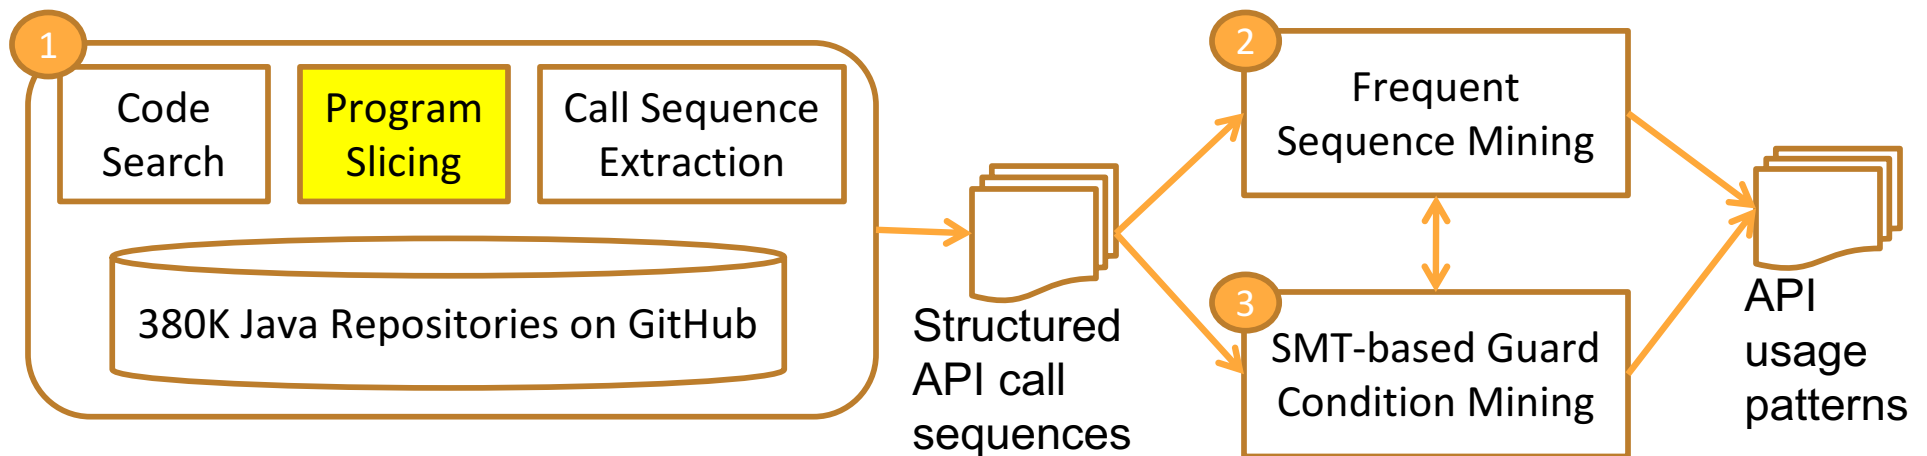 1
Code
Search
Program
Slicing
Call Sequence
Extraction
380K Java Repositories on GitHub
Structured
API call
sequences
2
Frequent
Sequence Mining
3
SMT-based Guard
Condition Mining
API
usage
patterns